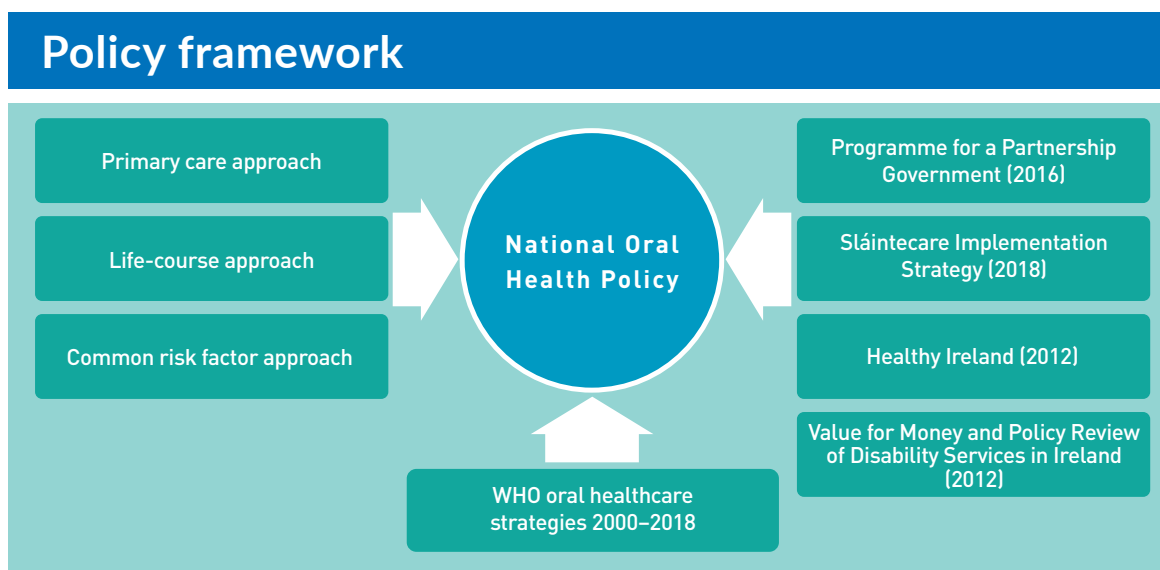 Policy framework
Primary care approach
Life-course approach
Common risk factor approach
National Oral
Health Policy
WHO oral healthcare
strategies 2000–2018
Programme for a Partnership
Government (2016)
Sláintecare Implementation
Strategy (2018)
Healthy Ireland (2012)
Value for Money and Policy Review
of Disability Services in Ireland
(2012)